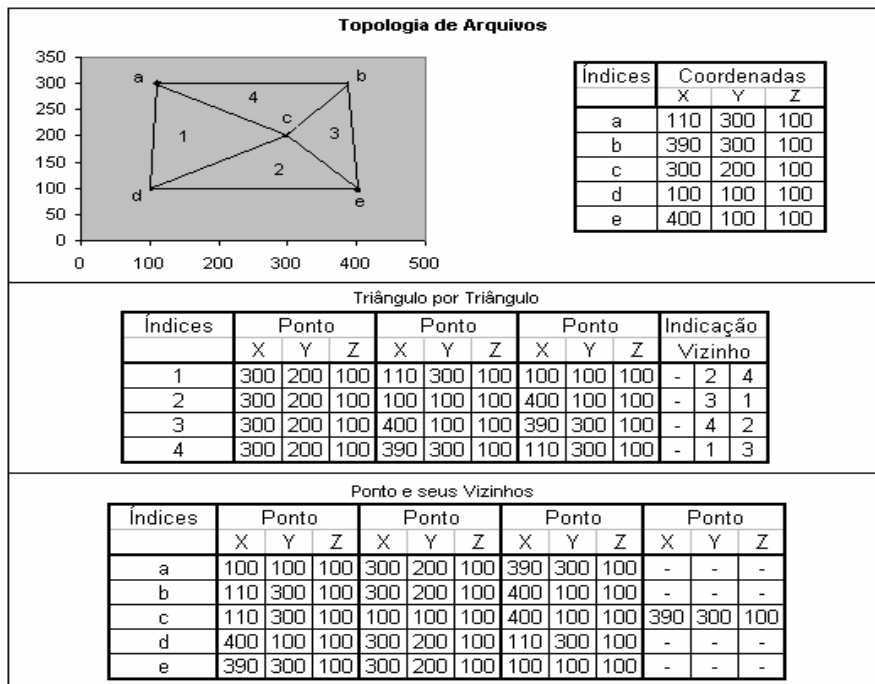 Topologia de Arquivos
350
300
250
200
150
100
50
0
0 100 200 300 400 500
a b
4
c
1 3
2
d e
Índices Coordenadas
X Y Z
a 110 300 100
b 390 300 100
c 300 200 100
d 100 100 100
e 400 100 100
Triângulo por Triângulo
Índices Ponto Ponto Ponto Indicação
X Y Z X Y Z X Y Z Vizinho
1 300 200 100 110 300 100 100 100 100 - 2 4
2 300 200 100 100 100 100 400 100 100 - 3 1
3 300 200 100 400 100 100 390 300 100 - 4 2
4 300 200 100 390 300 100 110 300 100 - 1 3
Ponto e seus Vizinhos
Índices Ponto Ponto Ponto Ponto
X Y Z X Y Z X Y Z X Y Z
a 100 100 100 300 200 100 390 300 100 - - -
b 110 300 100 300 200 100 400 100 100 - - -
c 110 300 100 100 100 100 400 100 100 390 300 100
d 400 100 100 300 200 100 110 300 100 - - -
e 390 300 100 300 200 100 100 100 100 - - -